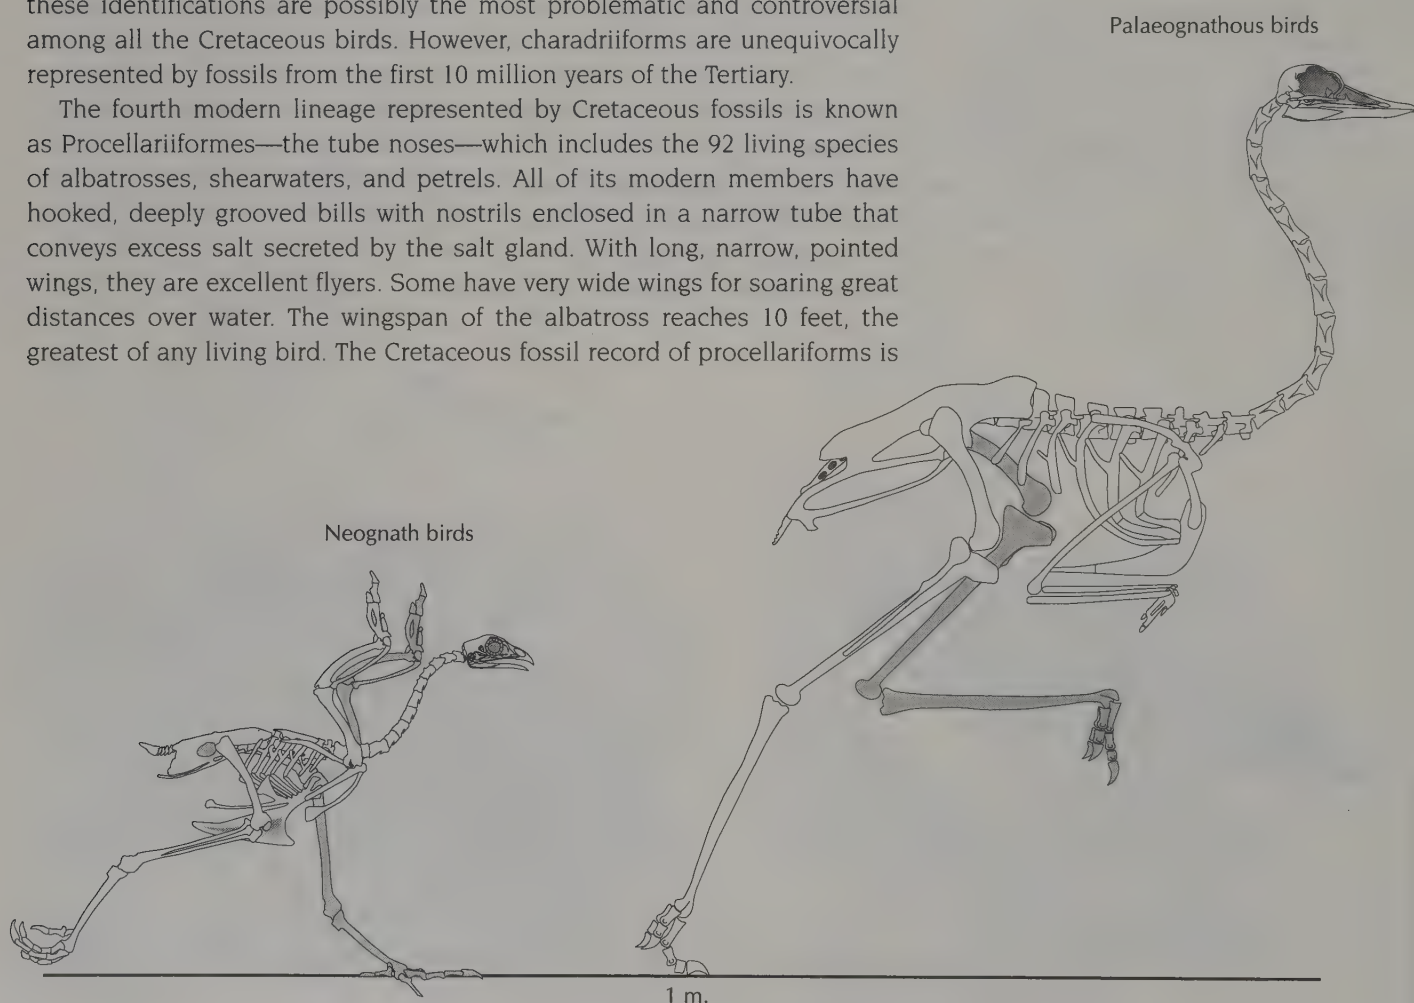 these identifications are possibly the most problematic and controversial
among all the Cretaceous birds. However, charadriiforms are unequivocally
represented by fossils from the first 10 million years of the Tertiary.
The fourth modern lineage represented by Cretaceous fossils is known
as Procellariiformes—the tube noses—which includes the 92 living species
of albatrosses, shearwaters, and petrels. All of its modern members have
hooked, deeply grooved bills with nostrils enclosed in a narrow tube that
conveys excess salt secreted by the salt gland. With long, narrow, pointed
wings, they are excellent flyers. Some have very wide wings for soaring great
distances over water. The wingspan of the albatross reaches 10 feet, the
greatest of any living bird. The Cretaceous fossil record of procellariforms is
Palaeognathous birds
Neognath birds
1 m.